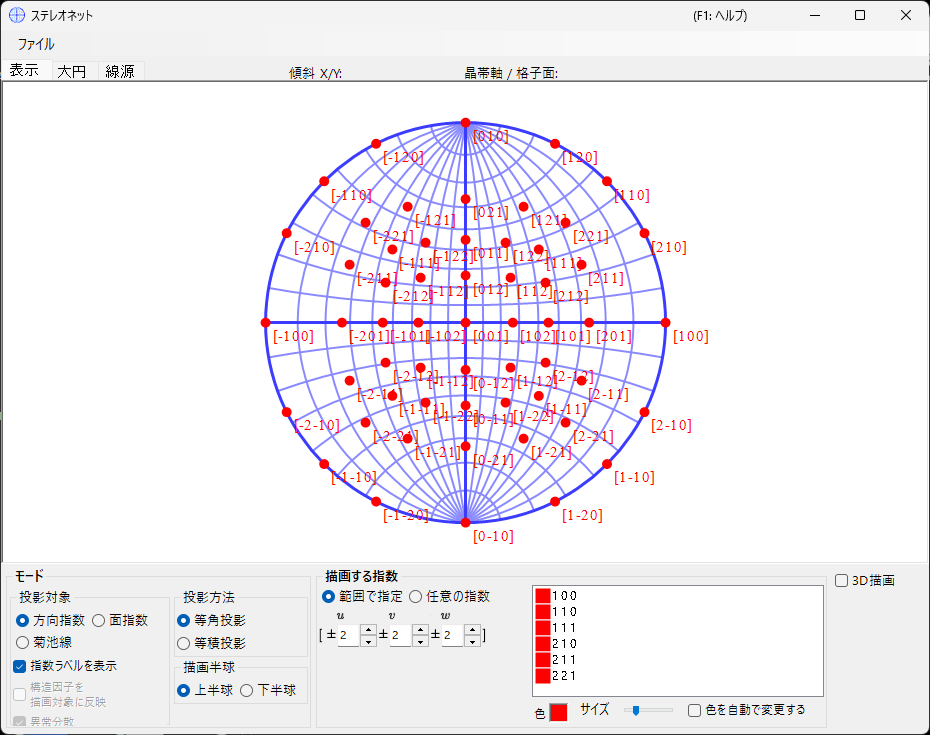 ステレオネット (F1: ヘルプ)
ファイル
表示 大円 線源 傾斜 X/Y: 晶帯軸 / 格子面:
[010]
[-120] [120]
[-110] [110]
[-121] [021] [121]
[-221] [221]
[-210] [210]
[-111] [-122] [011] [122] [111]
[-211] [211]
[-212] [-112] [012] [112] [212]
[-100] [-201] [-101] [-102] [001] [102] [101] [201] [100]
[-2-12] [-1-12] [0-12] [1-12] [2-12]
[-2-11] [2-11]
[-1-11] [-1-22] [0-11] [1-22] [1-11]
[-2-10] [2-10]
[-2-21] [2-21]
[-1-21] [0-21] [1-21]
[-1-10] [1-10]
[-1-20] [1-20]
[0-10]
モード
投影対象
方向指数 面指数
菊池線
指数ラベルを表示
構造因子を
描画対象に反映
異常分散
投影方法
等角投影
等積投影
描画半球
上半球 下半球
描画する指数
範囲で指定 任意の指数
u v w
[ ± 2 ± 2 ± 2 ]
1 0 0
1 1 0
1 1 1
2 1 0
2 1 1
2 2 1
色 サイズ 色を自動で変更する
3D描画